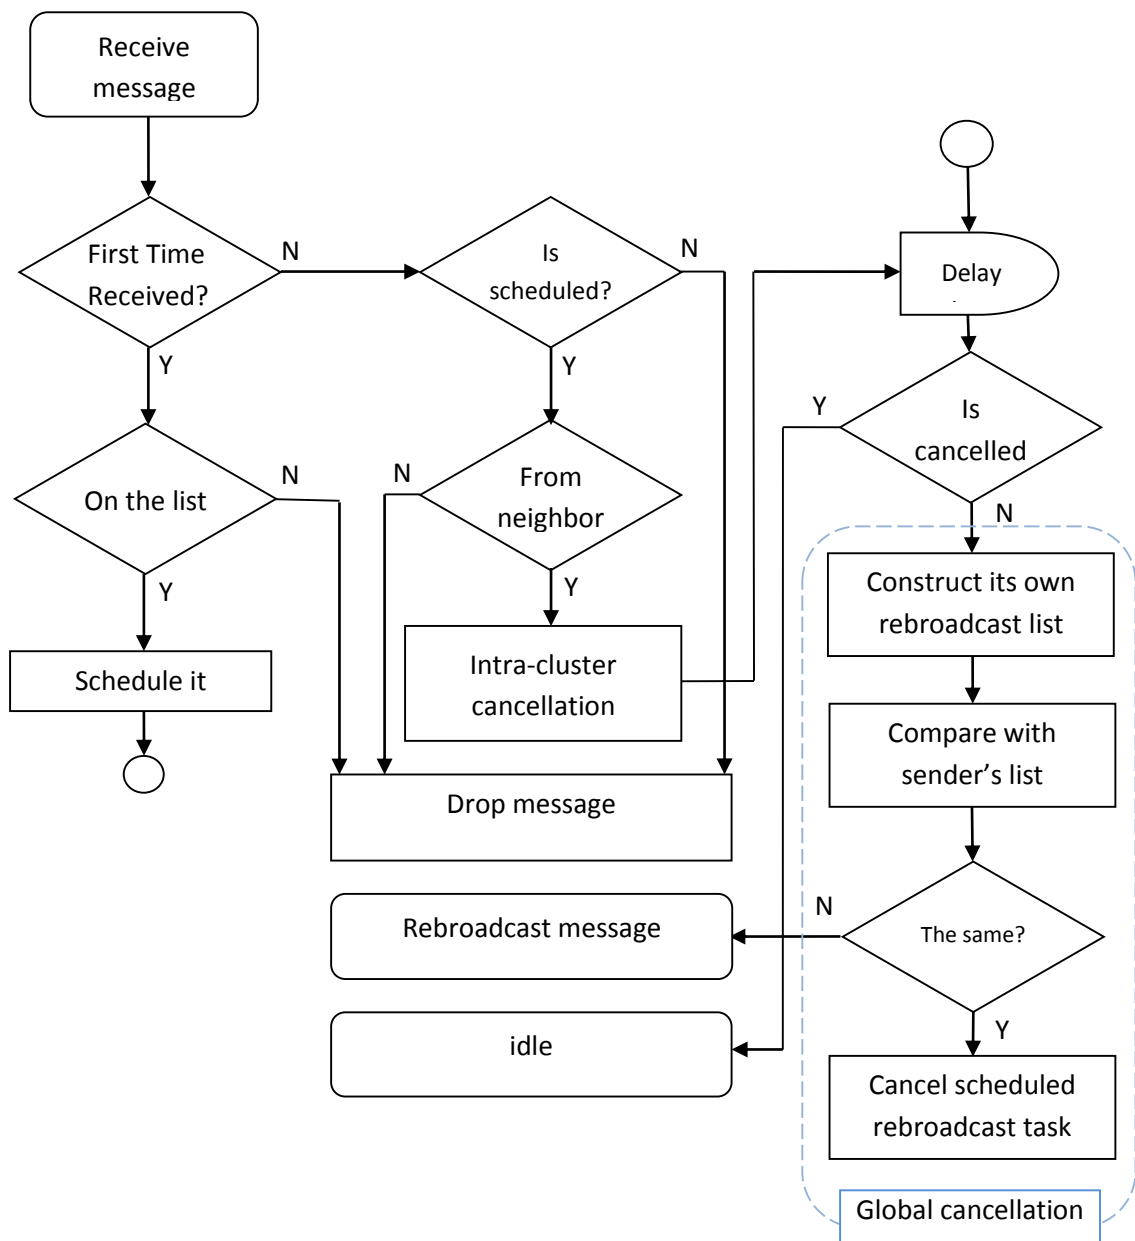 Receive
message
First Time
Received?
N
Y
Is
scheduled?
N
Y
Delay
Is
cancelled
Y
N
On the list
N
Y
From
neighbor
N
Y
Schedule it
Intra-cluster
cancellation
Construct its own
rebroadcast list
Compare with
sender’s list
Drop message
Rebroadcast message
N
The same?
Y
idle
Cancel scheduled
rebroadcast task
Global cancellation